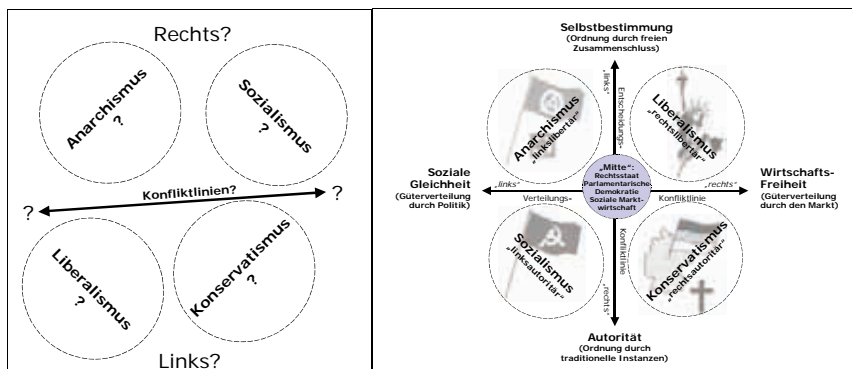 Rechts?
Anarchismus
?
Sozialismus
?
Konfliktlinien?
?
?
Liberalismus
?
Konservatismus
?
Links?
Selbstbestimmung
(Ordnung durch freien
Zusammenschluss)
„links“
Entscheidungs-
Anarchismus
„linkslibertär“
Liberalismus
„rechtslibertär“
Soziale
Gleichheit
(Güterverteilung
durch Politik)
„links“
Verteilungs-
„Mitte“:
Rechtsstaat
Parlamentarische
Demokratie
Soziale Markt-
wirtschaft
„rechts“
Konfliktlinie
Wirtschafts-
Freiheit
(Güterverteilung
durch den Markt)
Sozialismus
„linksautoritär“
Konfliktlinie
„rechts“
Konservatismus
„rechtsautoritär“
Autorität
(Ordnung durch
traditionelle Instanzen)